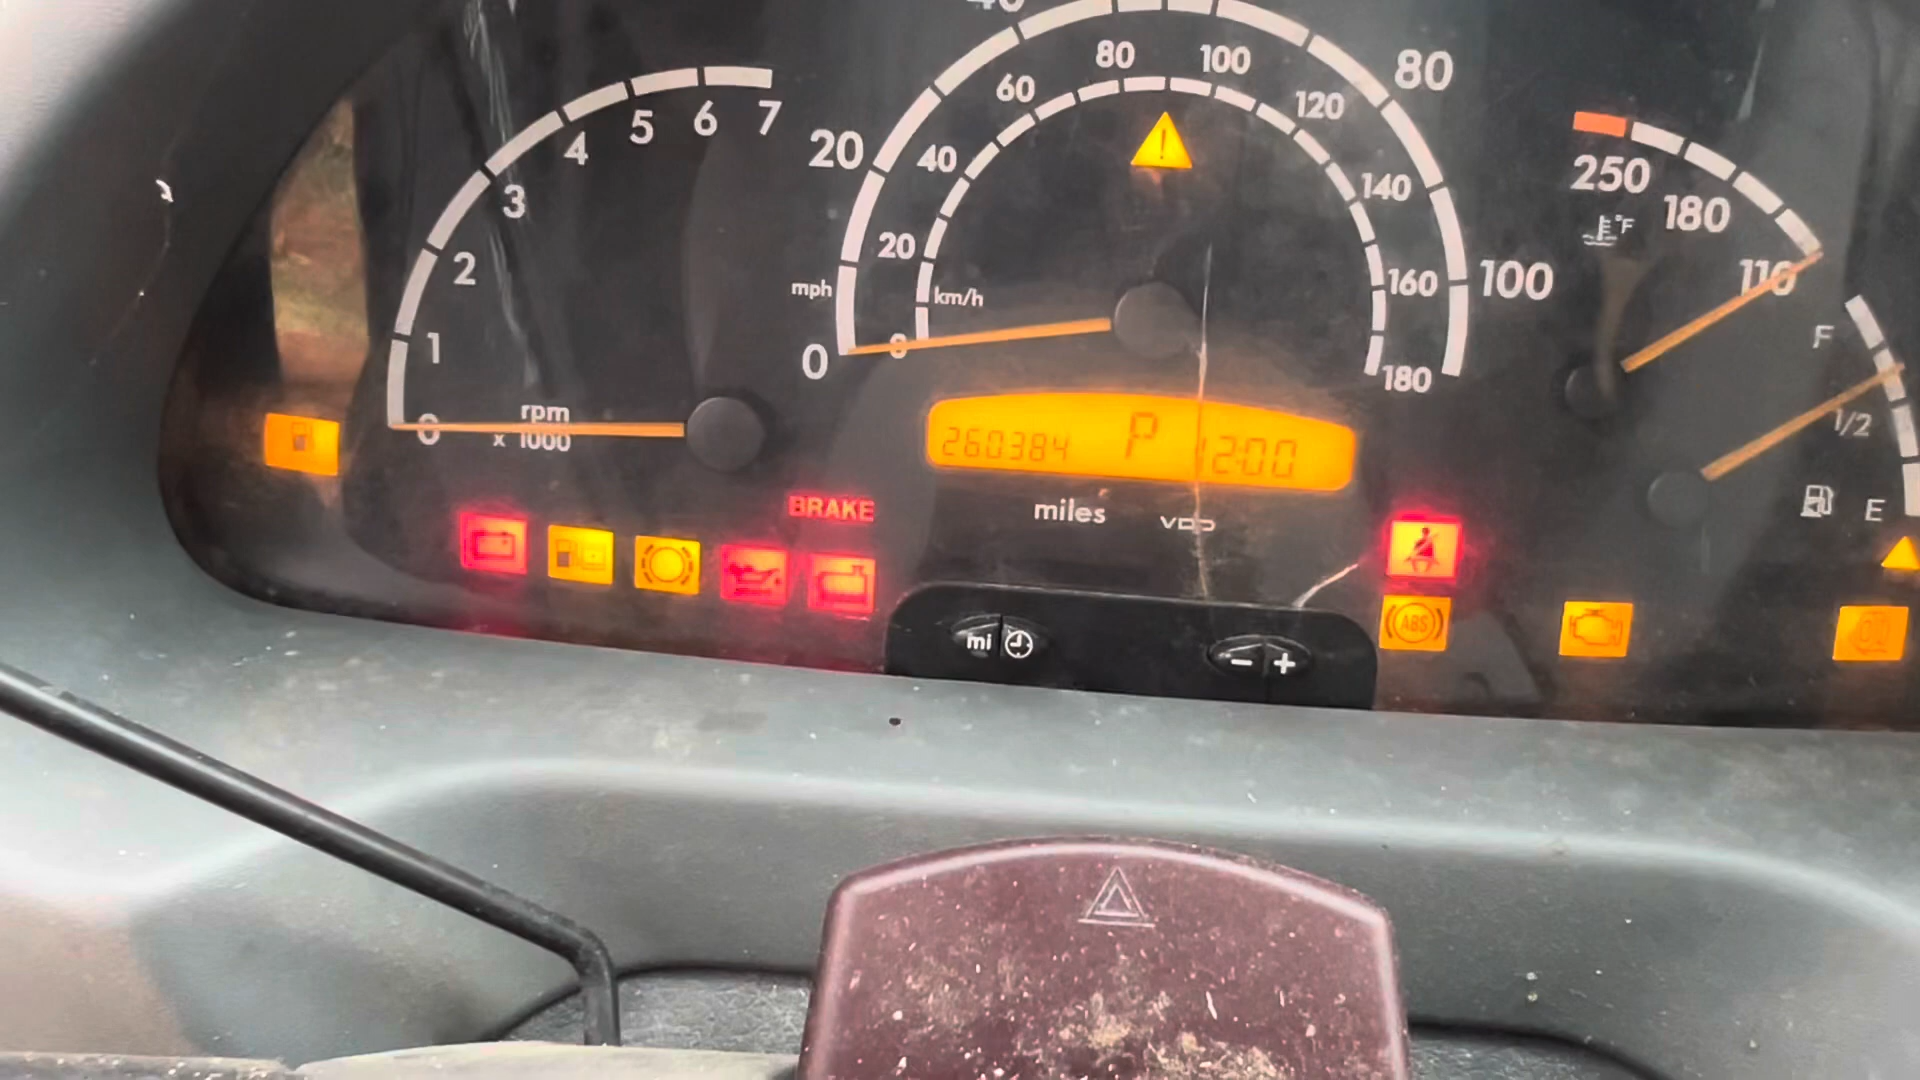 1
2
3
4
5
6
7
0
rpm
x 1000
20
80
100
mph
0
20
40
60
80
100
120
140
160
180
km/h
0
250
180
110
°F
F
1/2
E
260384 P 12:00
miles VDO
BRAKE
ABS
mi
- +